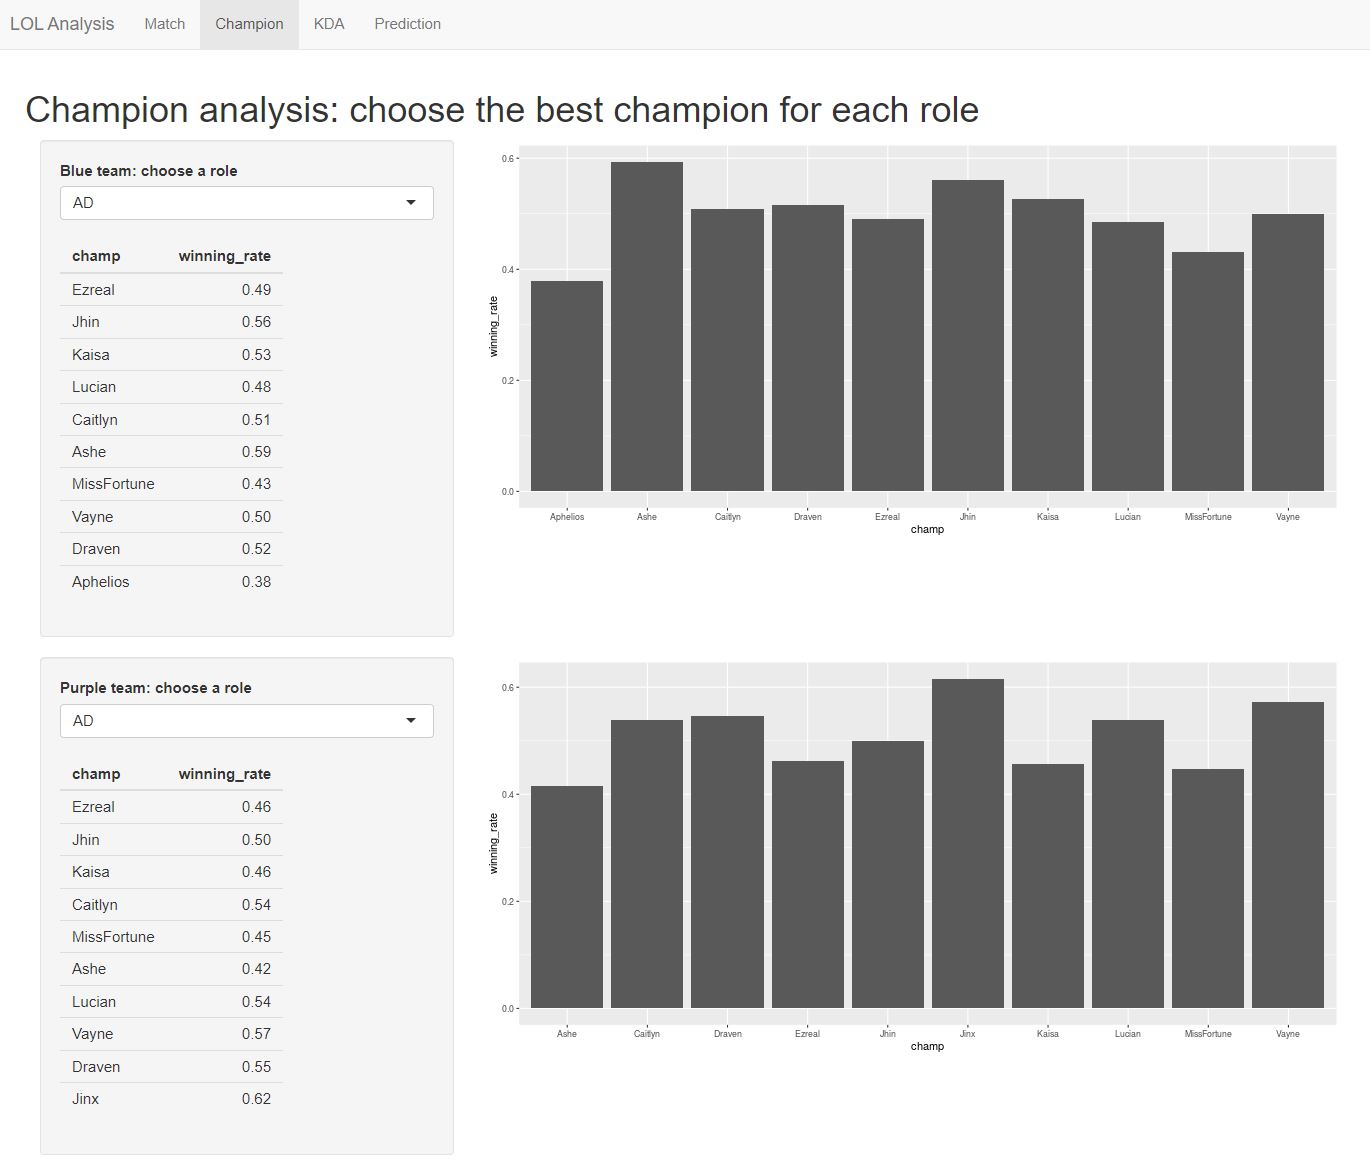 LOL Analysis Match Champion KDA Prediction
Champion analysis: choose the best champion for each role
Blue team: choose a role
AD
champ winning_rate
Ezreal 0.49
Jhin 0.56
Kaisa 0.53
Lucian 0.48
Caitlyn 0.51
Ashe 0.59
MissFortune 0.43
Vayne 0.50
Draven 0.52
Aphelios 0.38
0.6
0.4
0.2
0.0
winning_rate
Aphelios Ashe Caitlyn Draven Ezreal Jhin Kaisa Lucian MissFortune Vayne
champ
Purple team: choose a role
AD
champ winning_rate
Ezreal 0.46
Jhin 0.50
Kaisa 0.46
Caitlyn 0.54
MissFortune 0.45
Ashe 0.42
Lucian 0.54
Vayne 0.57
Draven 0.55
Jinx 0.62
0.6
0.4
0.2
0.0
winning_rate
Ashe Caitlyn Draven Ezreal Jhin Jinx Kaisa Lucian MissFortune Vayne
champ